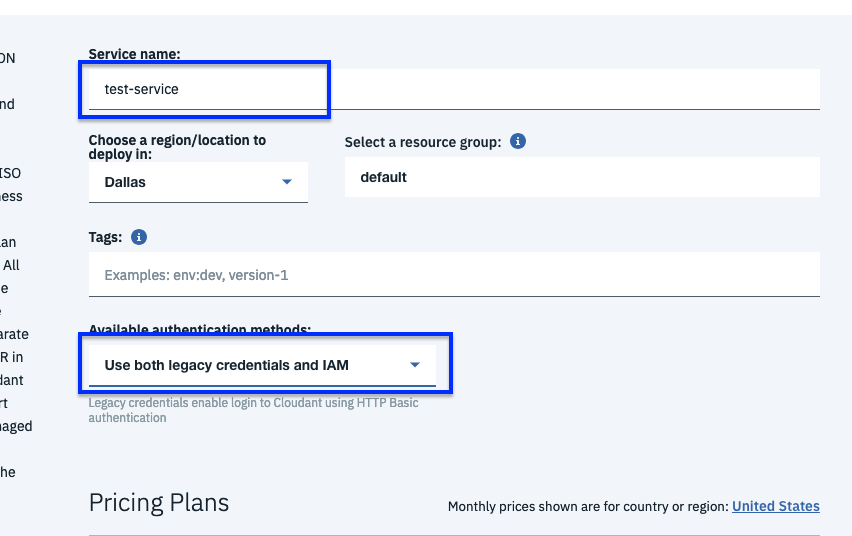 ON
nd
ISO
ess
an
All
e
arate
R in
dant
rt
naged
he
Service name:
test-service
Choose a region/location to
deploy in:
Dallas
Select a resource group:
default
Tags:
Examples: env:dev, version-1
Available authentication methods:
Use both legacy credentials and IAM
Legacy credentials enable login to Cloudant using HTTP Basic
authentication
Pricing Plans
Monthly prices shown are for country or region: United States